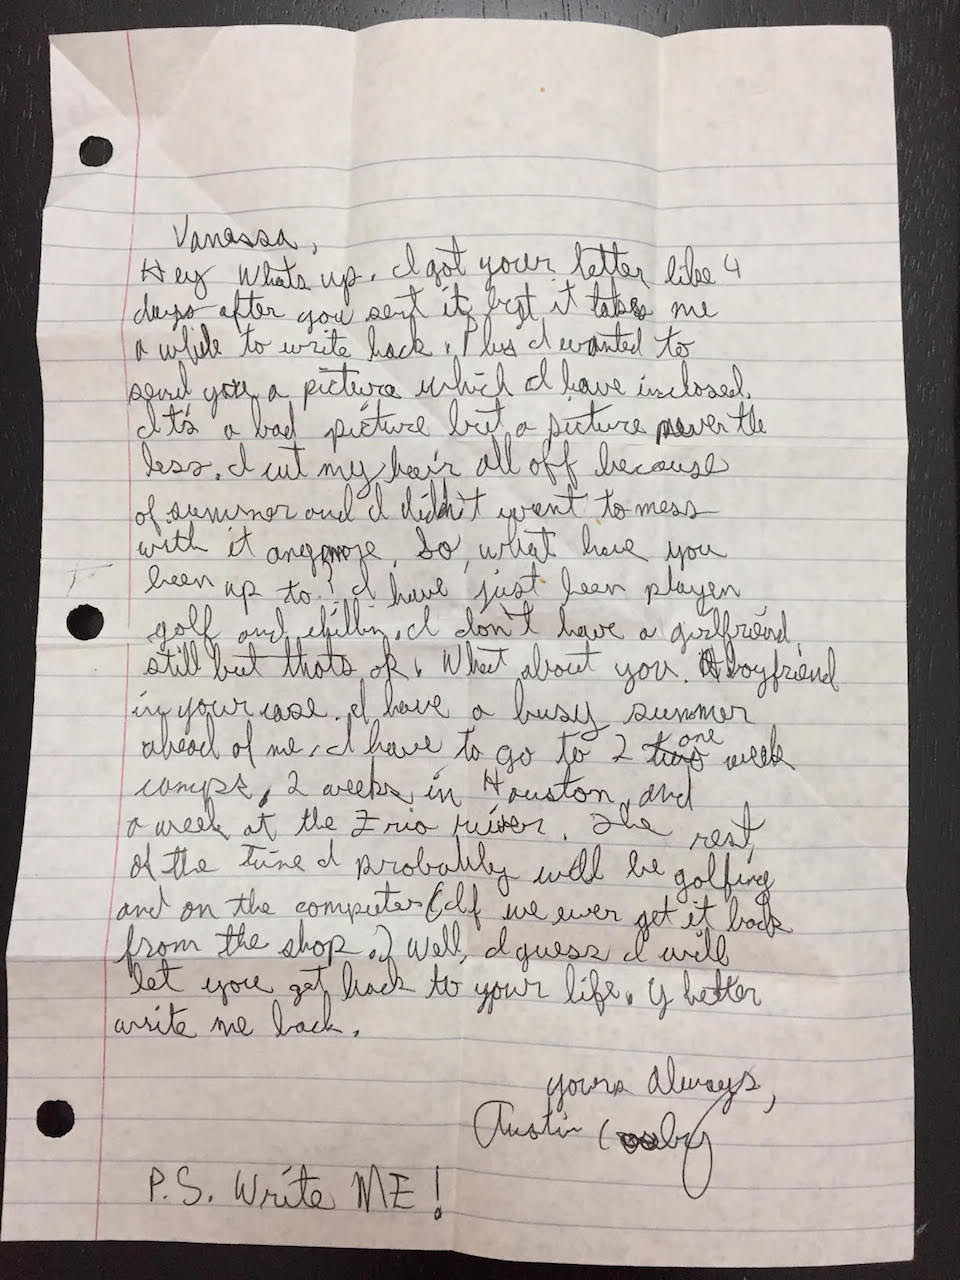 Vanessa,
Hey Whats up. I got your letter like 4
days after you sent it but it takes me
a while to write back. Plus I wanted to
send you a picture which I have inclosed.
It's a bad picture but a picture never the
less. I cut my hair all off because
of summer and I didn't want to mess
with it anymore. So, what have you
been up to? I have just been playen
golf and chillin. I don't have a girlfriend
still but thats ok. What about you. A boyfriend
in your case. I have a busy summer
ahead of me. I have to go to 2 one week
camps, 2 weeks in Houston, and
a week at the Frio river. The rest
of the time I probably will be golfing
and on the computer (If we ever get it back
from the shop.) Well, I guess I will
let you get back to your life. Y better
write me back.
Yours Always,
Austin
P.S. Write ME!